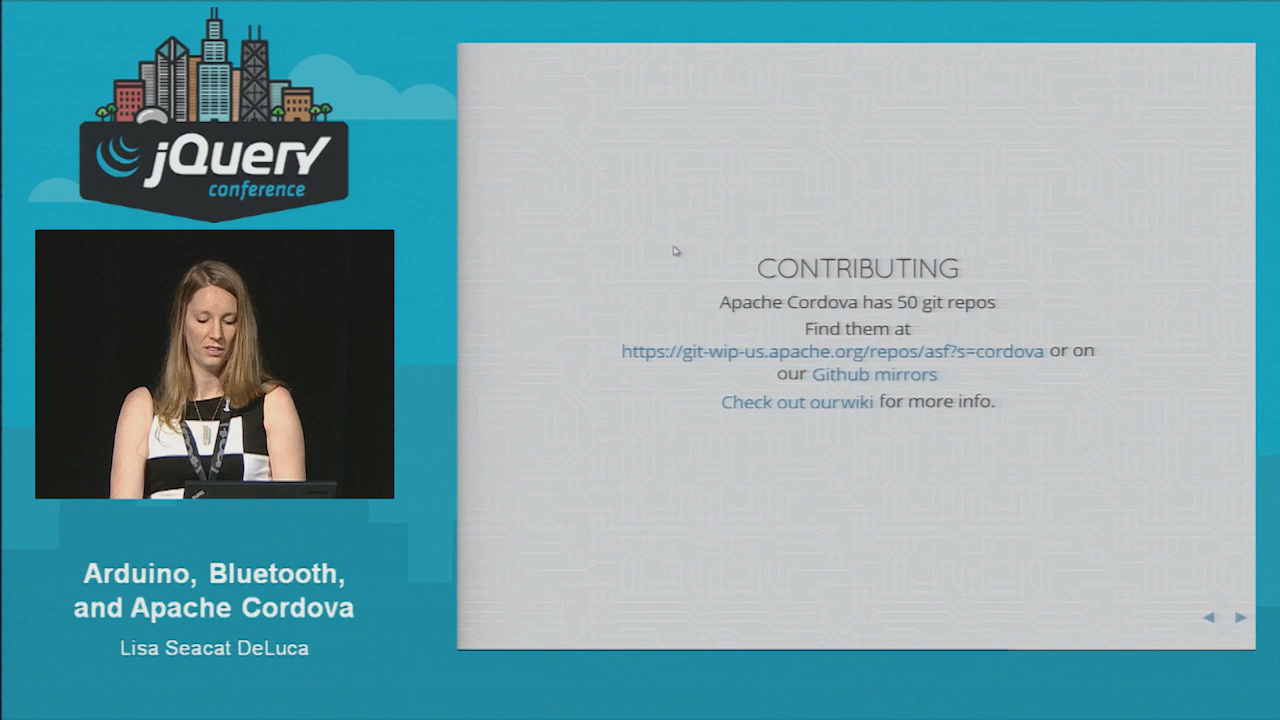 jQuery
conference
Arduino, Bluetooth,
and Apache Cordova
Lisa Seacat DeLuca
CONTRIBUTING
Apache Cordova has 50 git repos
Find them at
https://git-wip-us.apache.org/repos/asf?s=cordova or on
our Github mirrors
Check out our wiki for more info.